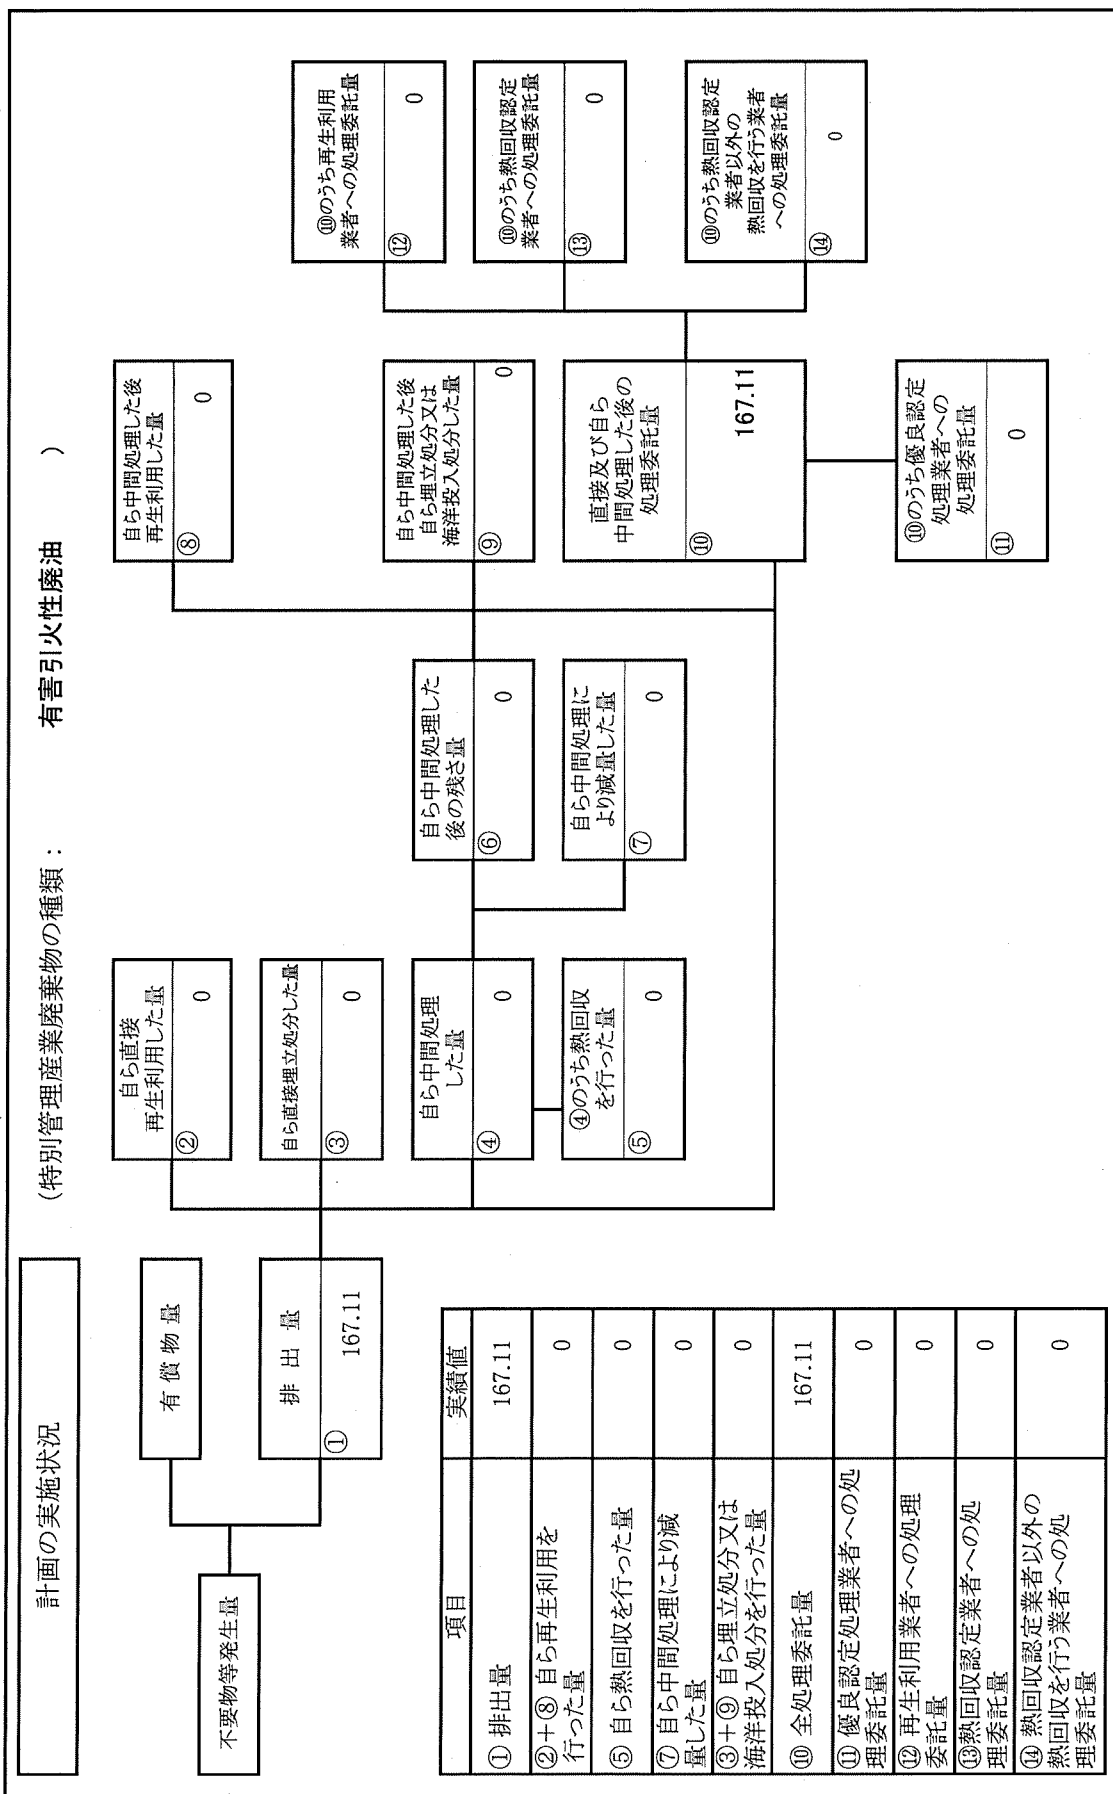 計画の実施状況
(特別管理産業廃棄物の種類: 有害引火性廃油 )
不要物等発生量
有償物量
排出量
① 167.11
自ら直接
再生利用した量
② 0
自ら直接埋立処分した量
③ 0
自ら中間処理
した量
④ 0
④のうち熱回収
を行った量
⑤ 0
自ら中間処理した
後の残さ量
⑥ 0
自ら中間処理に
より減量した量
⑦ 0
自ら中間処理した後
再生利用した量
⑧ 0
自ら中間処理した後
自ら埋立処分又は
海洋投入処分した量
⑨ 0
直接及び自ら
中間処理した後の
処理委託量
⑩ 167.11
⑩のうち優良認定
処理業者への
処理委託量
⑪ 0
⑩のうち再生利用
業者への処理委託量
⑫ 0
⑩のうち熱回収認定
業者への処理委託量
⑬ 0
⑩のうち熱回収認定
業者以外の
熱回収を行う業者
への処理委託量
⑭ 0
項目 実績値
① 排出量 167.11
②+⑧ 自ら再生利用を
行った量 0
⑤ 自ら熱回収を行った量 0
⑦ 自ら中間処理により減
量した量 0
③+⑨ 自ら埋立処分又は
海洋投入処分を行った量 0
⑩ 全処理委託量 167.11
⑪ 優良認定処理業者への処
理委託量 0
⑫ 再生利用業者への処理
委託量 0
⑬熱回収認定業者への処
理委託量 0
⑭ 熱回収認定業者以外の
熱回収を行う業者への処
理委託量 0